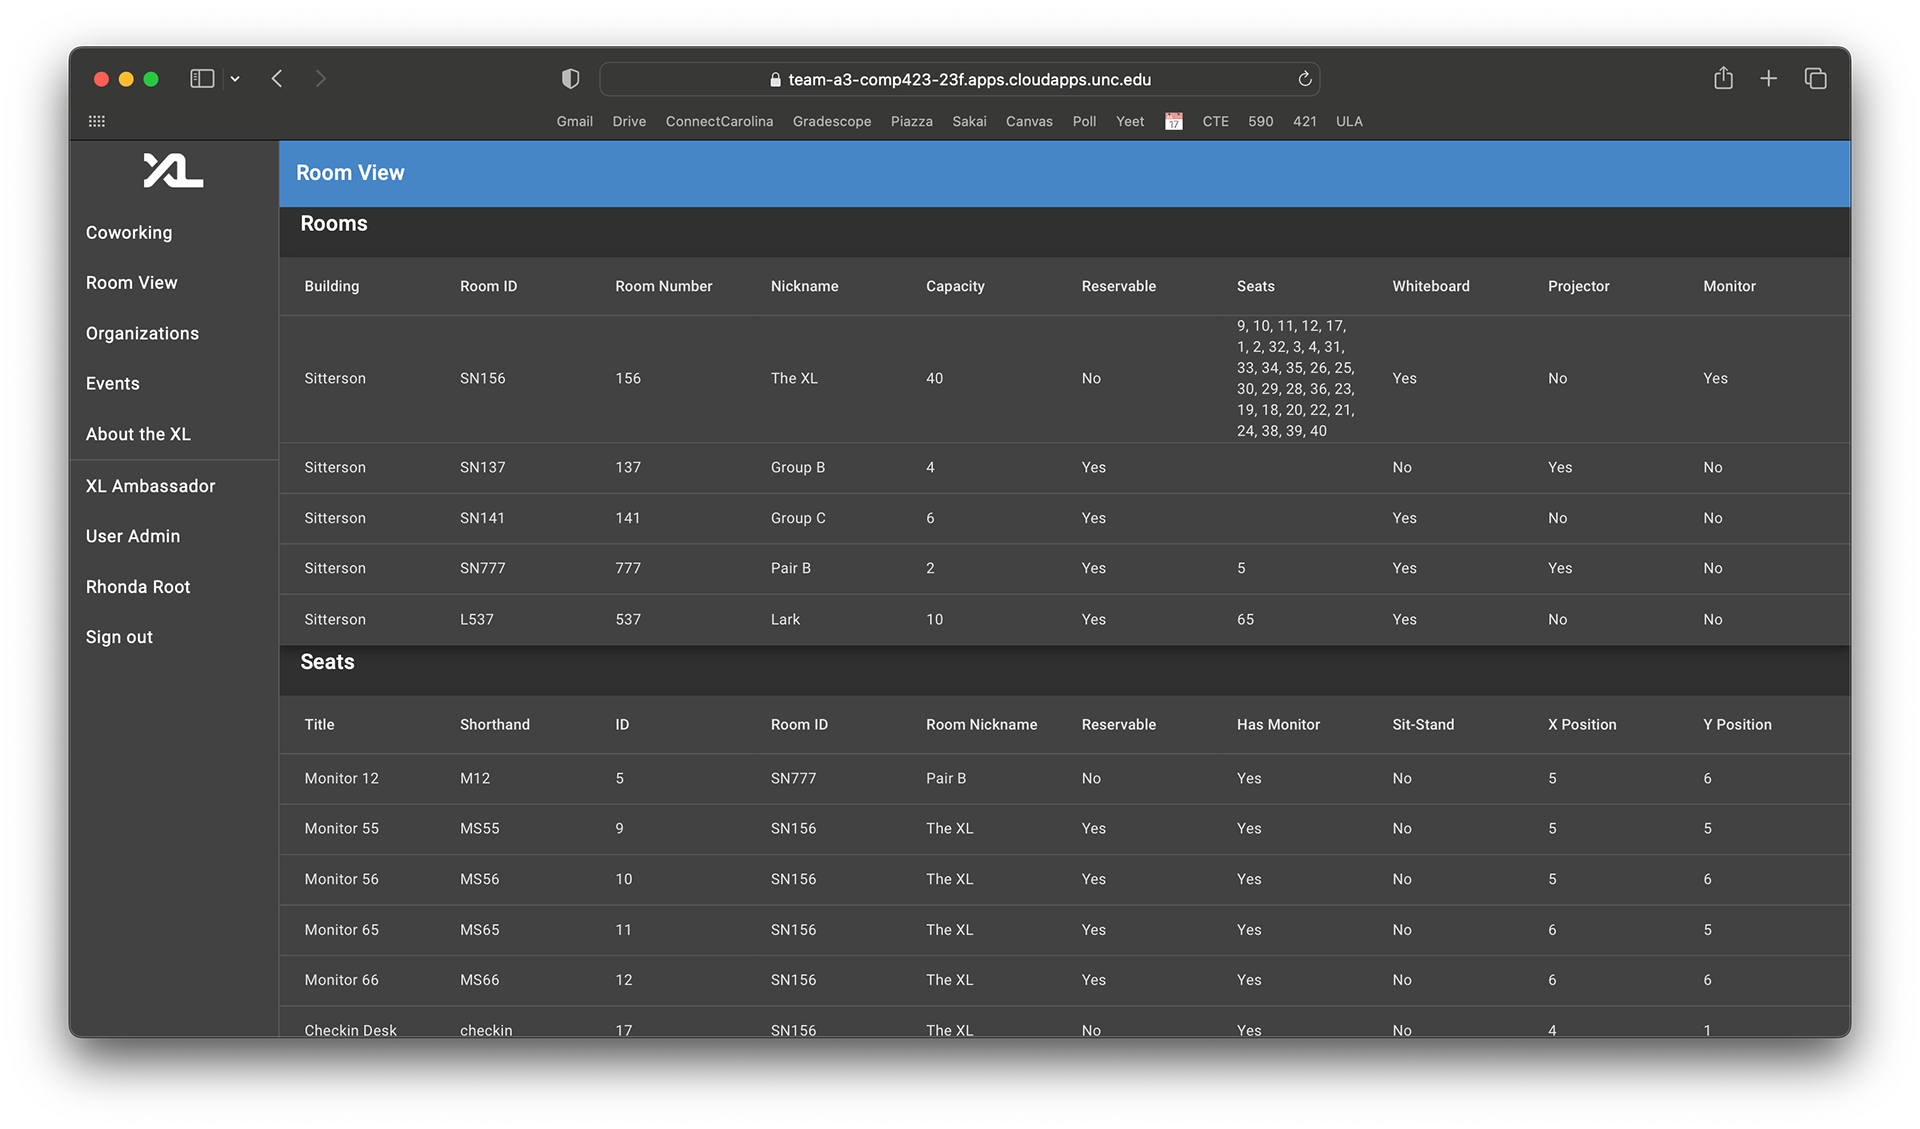 team-a3-comp423-23f.apps.cloudapps.unc.edu
Gmail Drive ConnectCarolina Gradescope Piazza Sakai Canvas Poll Yeet 17 CTE 590 421 ULA
XL
Coworking
Room View
Organizations
Events
About the XL
XL Ambassador
User Admin
Rhonda Root
Sign out
Room View
Rooms
Building Room ID Room Number Nickname Capacity Reservable Seats Whiteboard Projector Monitor
9, 10, 11, 12, 17,
1, 2, 32, 3, 4, 31,
33, 34, 35, 26, 25,
Sitterson SN156 156 The XL 40 No Yes No Yes
30, 29, 28, 36, 23,
19, 18, 20, 22, 21,
24, 38, 39, 40
Sitterson SN137 137 Group B 4 Yes No Yes No
Sitterson SN141 141 Group C 6 Yes Yes No No
Sitterson SN777 777 Pair B 2 Yes 5 Yes Yes No
Sitterson L537 537 Lark 10 Yes 65 Yes No No
Seats
Title Shorthand ID Room ID Room Nickname Reservable Has Monitor Sit-Stand X Position Y Position
Monitor 12 M12 5 SN777 Pair B No Yes No 5 6
Monitor 55 MS55 9 SN156 The XL Yes Yes No 5 5
Monitor 56 MS56 10 SN156 The XL Yes Yes No 5 6
Monitor 65 MS65 11 SN156 The XL Yes Yes No 6 5
Monitor 66 MS66 12 SN156 The XL Yes Yes No 6 6
Checkin Desk checkin 17 SN156 The XL No Yes No 4 1